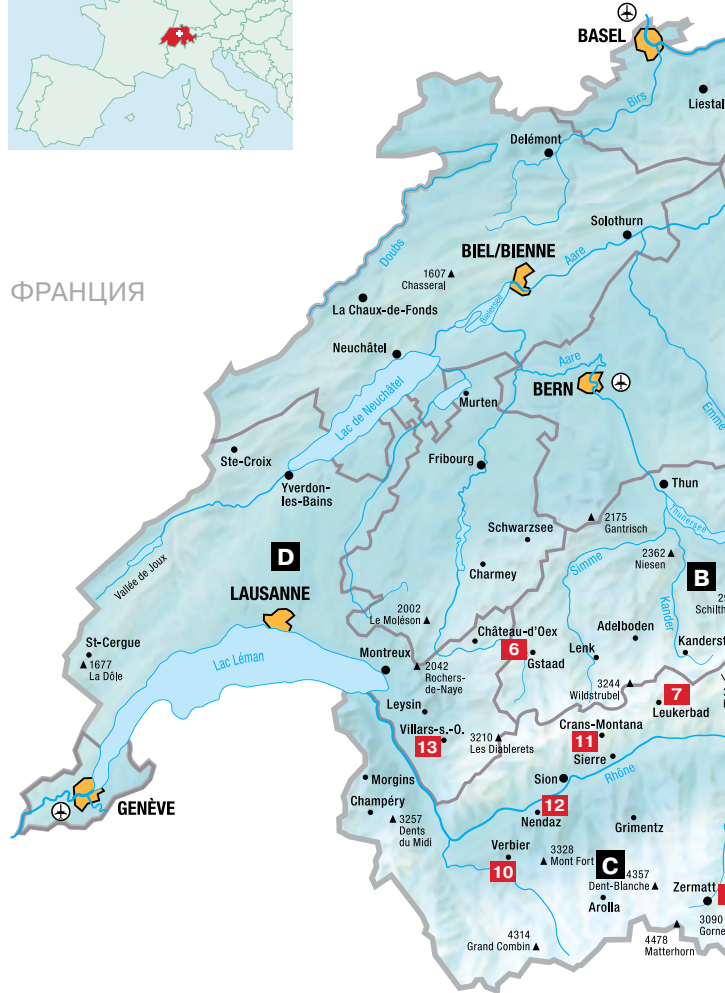 BASEL
Birs
Liestal
Delémont
Solothurn
Doubs
BIEL/BIENNE
Aare
1607
Chasseral
ФРАНЦИЯ
Bielersee
La Chaux-de-Fonds
Neuchâtel
Aare
BERN
Lac de Neuchâtel
Murten
Emme
Ste-Croix
Fribourg
Yverdon-
les-Bains
Thun
Thunersee
2175
Gantrisch
Schwarzsee
D
Vallée de Joux
Simme
2362
Niesen
B
Charmey
LAUSANNE
Kander
2002
Le Moléson
Château-d'Oex
Adelboden
St-Cergue
1677
La Dôle
Lac Léman
Montreux
6
Gstaad
Lenk
2042
Rochers-
de-Naye
3244
Wildstrubel
7
Leukerbad
Leysin
Villars-s.-O.
13
3210
Les Diablerets
Crans-Montana
11
Sierre
Morgins
Sion
Rhône
GENÈVE
Champéry
3257
Dents
du Midi
12
Nendaz
Grimentz
Verbier
10
3328
Mont Fort
C
4357
Dent-Blanche
Arolla
Zermatt
4314
Grand Combin
4478
Matterhorn
3090